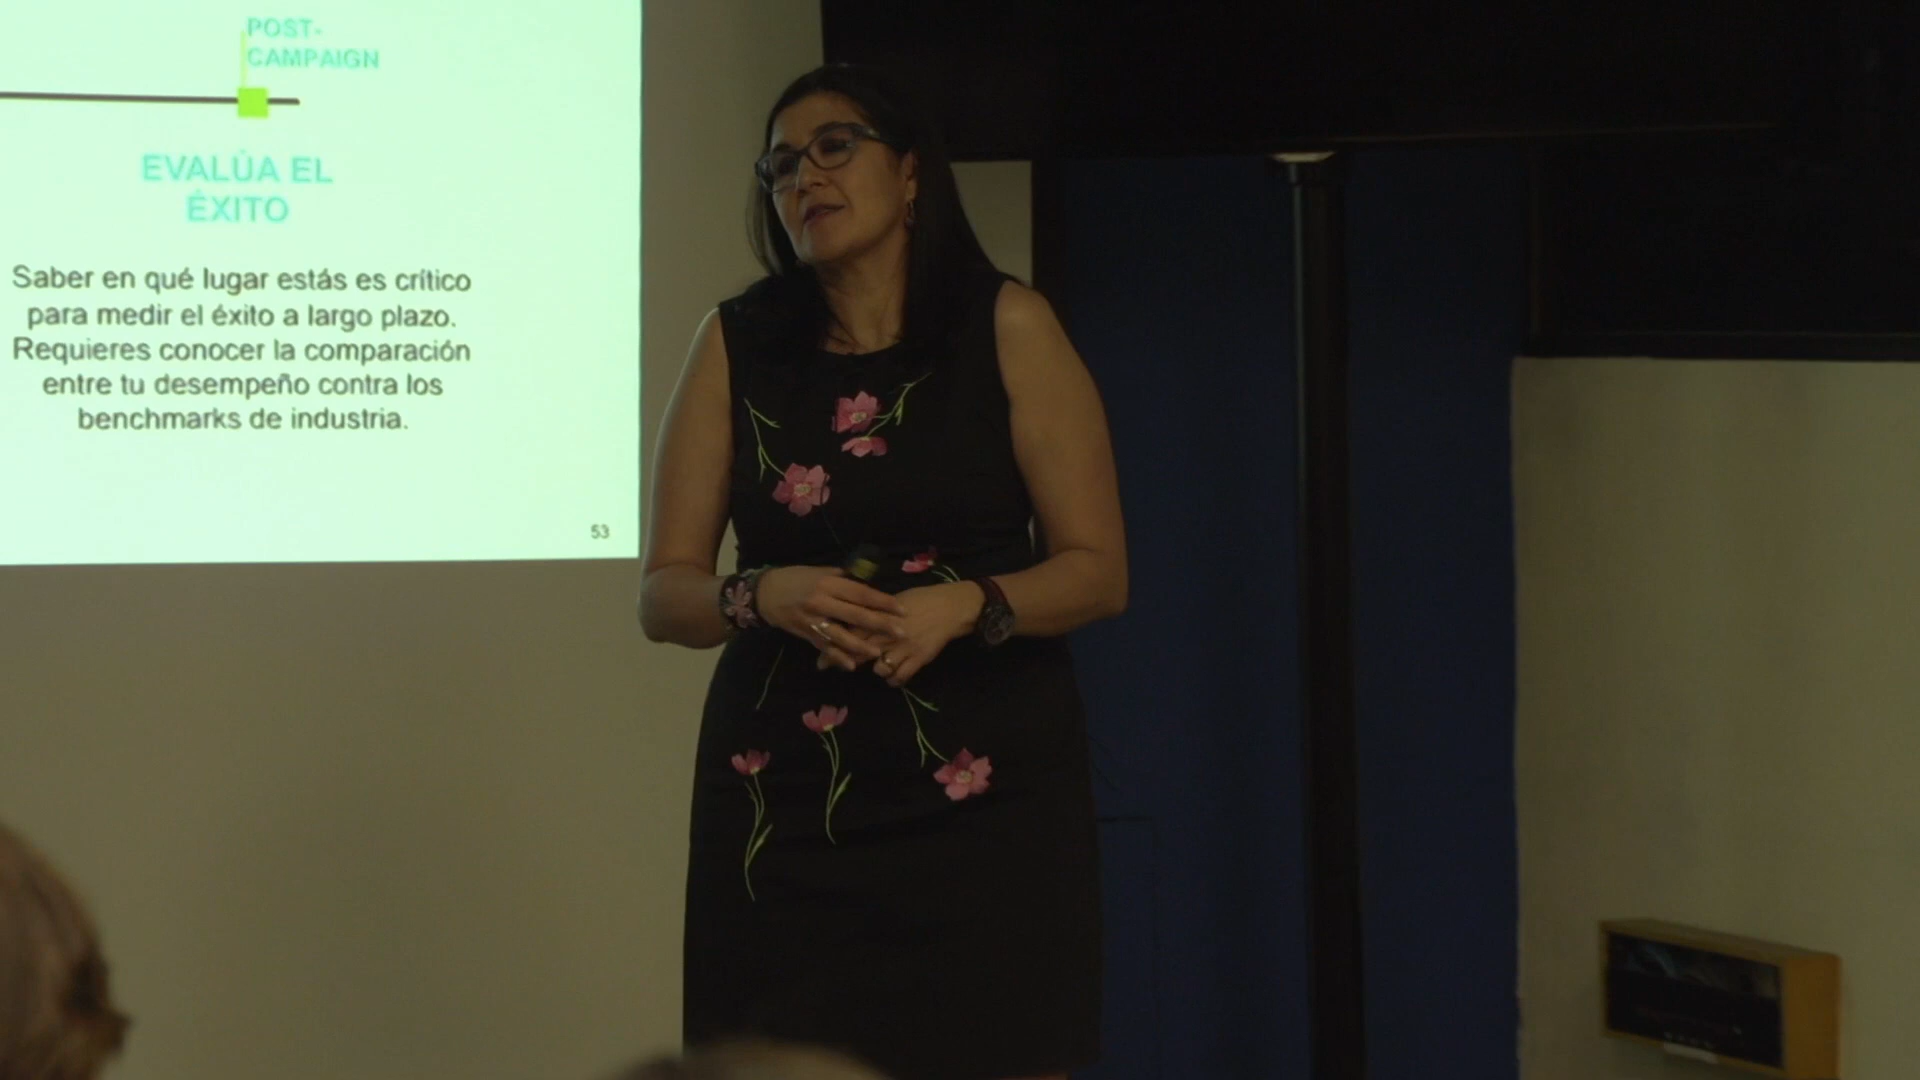 POST-
CAMPAIGN
EVALÚA EL
ÉXITO
Saber en qué lugar estás es crítico
para medir el éxito a largo plazo.
Requieres conocer la comparación
entre tu desempeño contra los
benchmarks de industria.
53